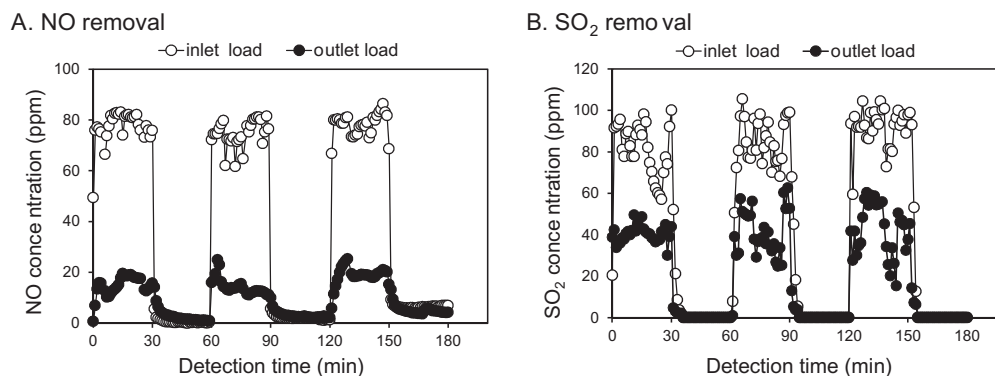 A. NO removal
inlet load outlet load
NO conce ntration (ppm)
100
80
60
40
20
0
0 30 60 90 120 150 180
Detection time (min)
B. SO2 remo val
inlet load outlet load
SO2 concentration (ppm)
120
100
80
60
40
20
0
0 30 60 90 120 150 180
Detection time (min)